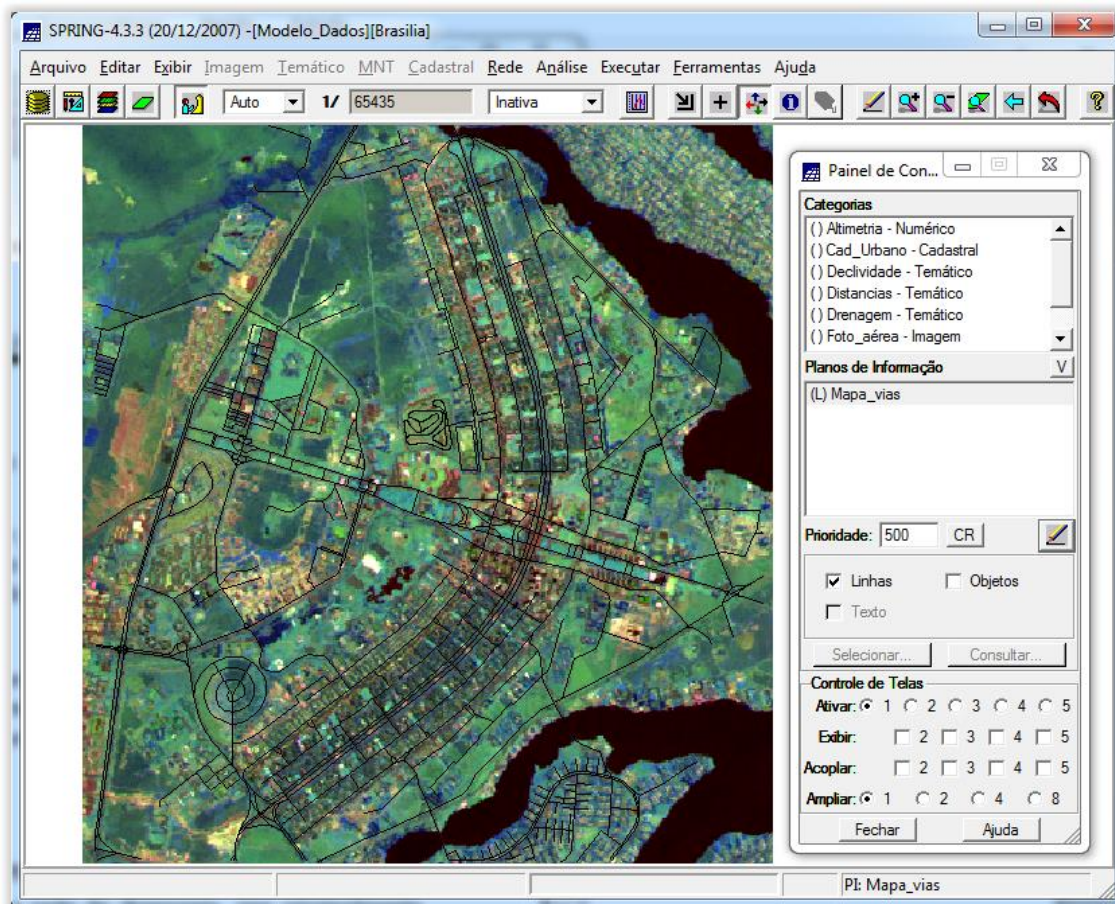 SPRING-4.3.3 (20/12/2007) -[Modelo_Dados][Brasilia]
Arquivo Editar Exibir Imagem Temático MNT Cadastral Rede Análise Executar Ferramentas Ajuda
Auto 1/ 65435 Inativa
Painel de Con...
Categorias
( ) Altimetria - Numérico
( ) Cad_Urbano - Cadastral
( ) Declividade - Temático
( ) Distancias - Temático
( ) Drenagem - Temático
( ) Foto_aérea - Imagem
Planos de Informação V
(L) Mapa_vias
Prioridade: 500 CR
Linhas Objetos
Texto
Selecionar... Consultar...
Controle de Telas
Ativar: 1 2 3 4 5
Exibir: 2 3 4 5
Acoplar: 2 3 4 5
Ampliar: 1 2 4 8
Fechar Ajuda
PI: Mapa_vias